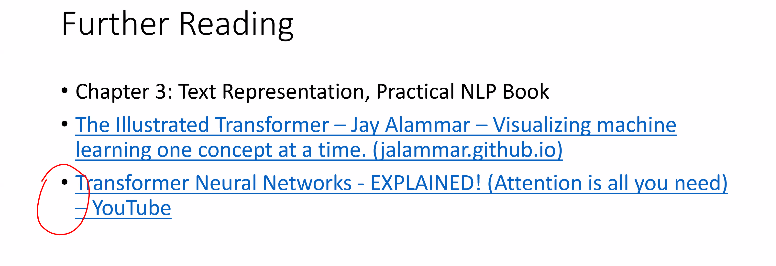 Further Reading
• Chapter 3: Text Representation, Practical NLP Book
• The Illustrated Transformer – Jay Alammar – Visualizing machine
learning one concept at a time. (jalammar.github.io)
• Transformer Neural Networks - EXPLAINED! (Attention is all you need)
– YouTube